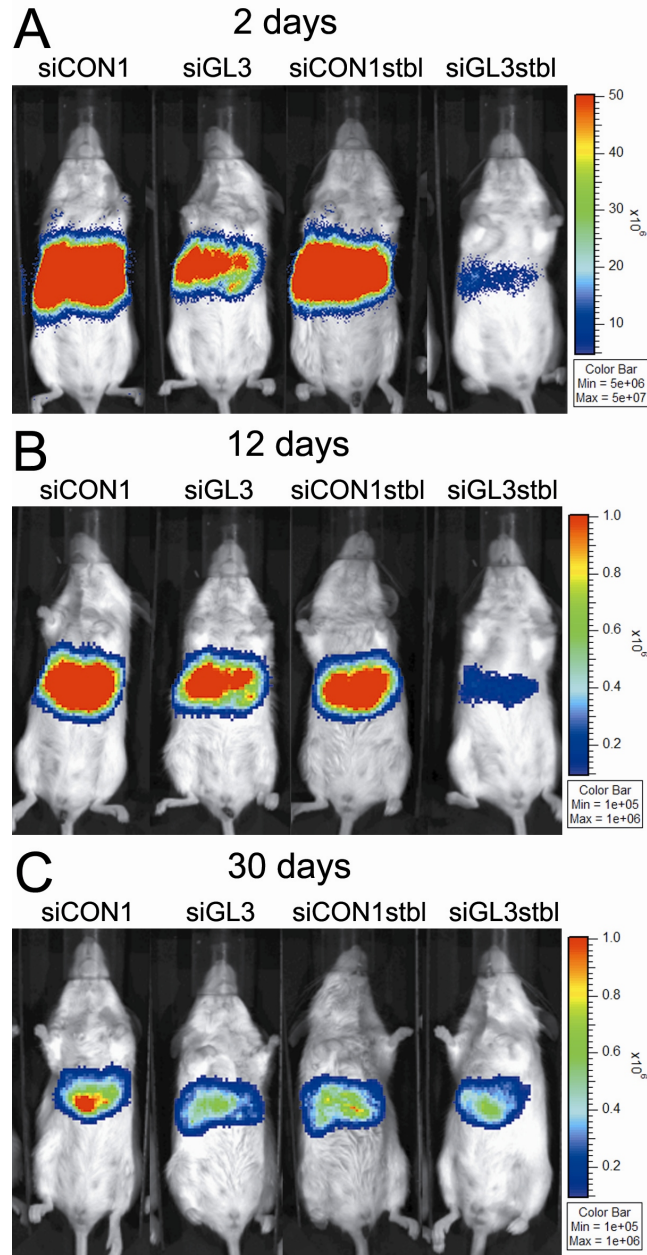 A
2 days
siCON1 siGL3 siCON1stbl siGL3stbl
50
40
30
20
10
x10⁶
Color Bar
Min = 5e+06
Max = 5e+07
B
12 days
siCON1 siGL3 siCON1stbl siGL3stbl
1.0
0.8
0.6
0.4
0.2
x10⁶
Color Bar
Min = 1e+05
Max = 1e+06
C
30 days
siCON1 siGL3 siCON1stbl siGL3stbl
1.0
0.8
0.6
0.4
0.2
x10⁶
Color Bar
Min = 1e+05
Max = 1e+06